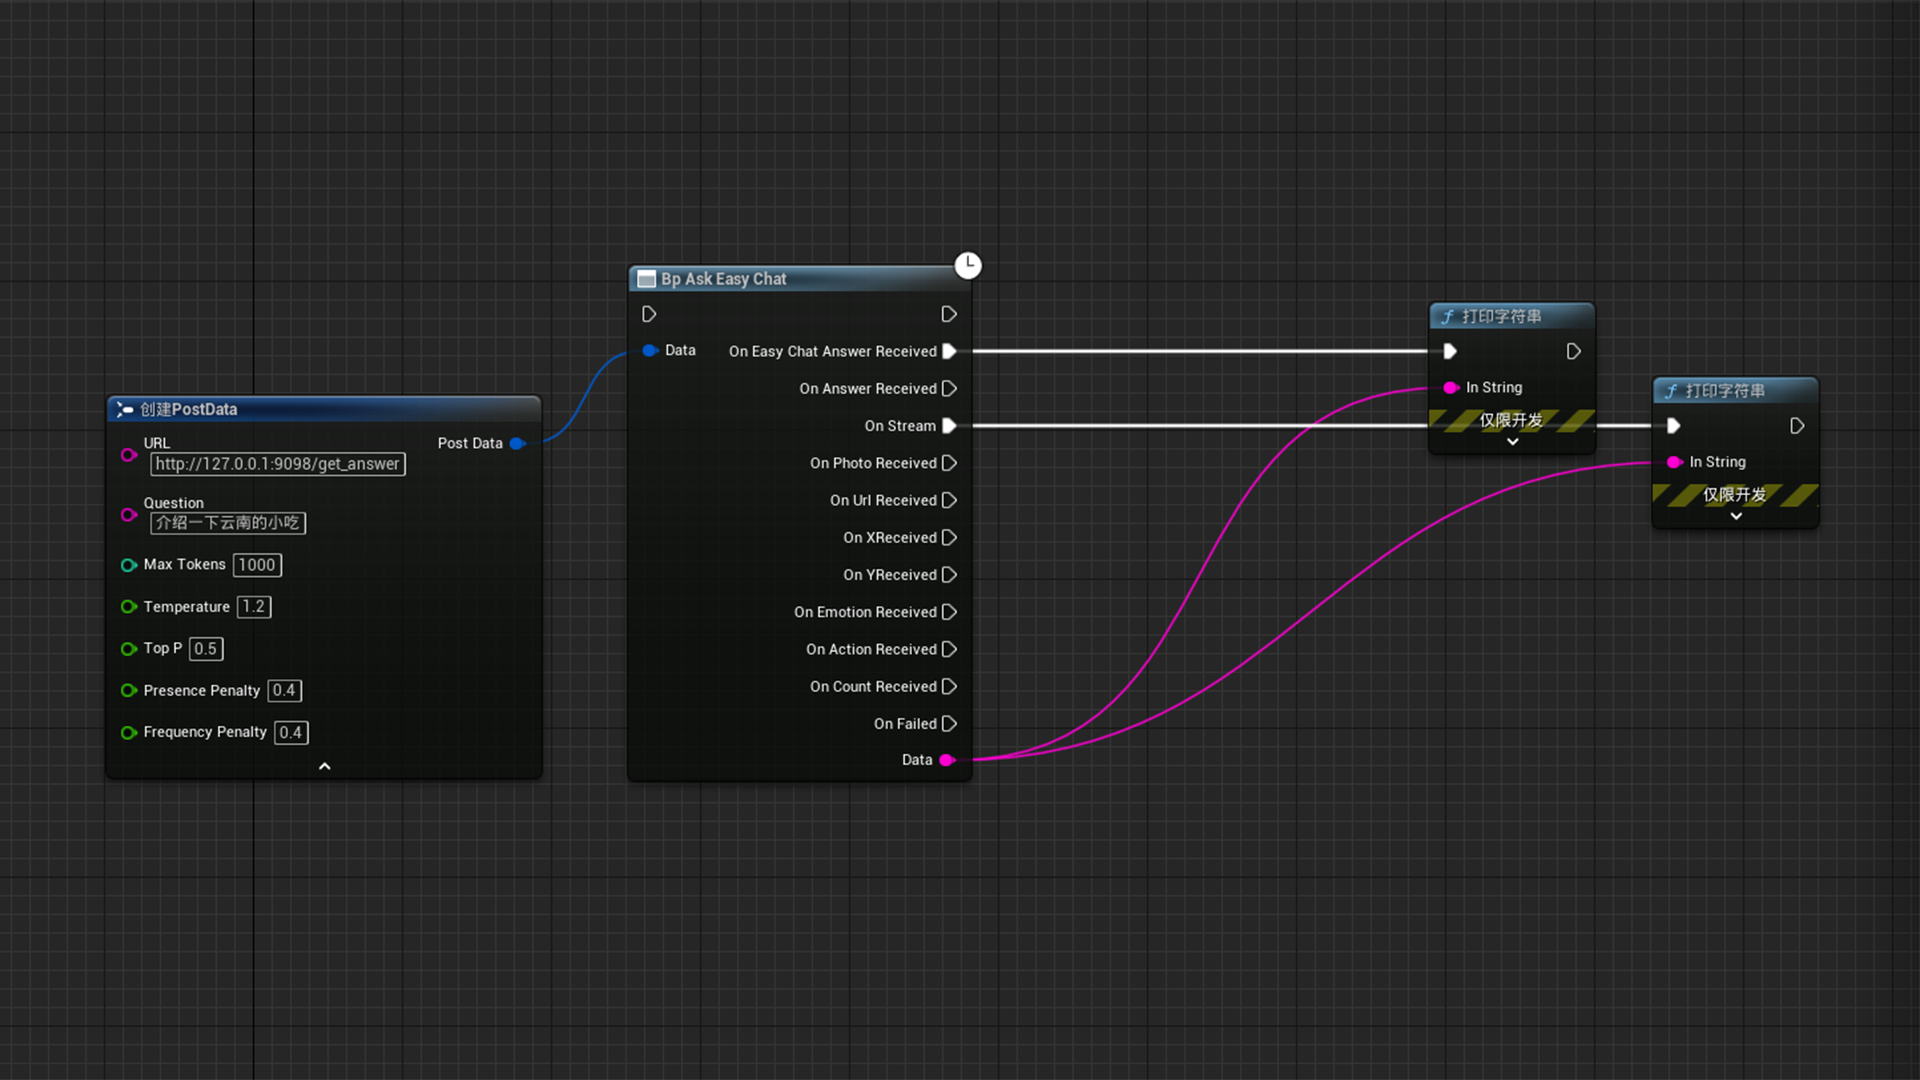 创建PostData
URL
Post Data
http://127.0.0.1:9098/get_answer
Question
介绍一下云南的小吃
Max Tokens 1000
Temperature 1.2
Top P 0.5
Presence Penalty 0.4
Frequency Penalty 0.4
Bp Ask Easy Chat
Data
On Easy Chat Answer Received
On Answer Received
On Stream
On Photo Received
On Url Received
On XReceived
On YReceived
On Emotion Received
On Action Received
On Count Received
On Failed
Data
打印字符串
In String
仅限开发
打印字符串
In String
仅限开发